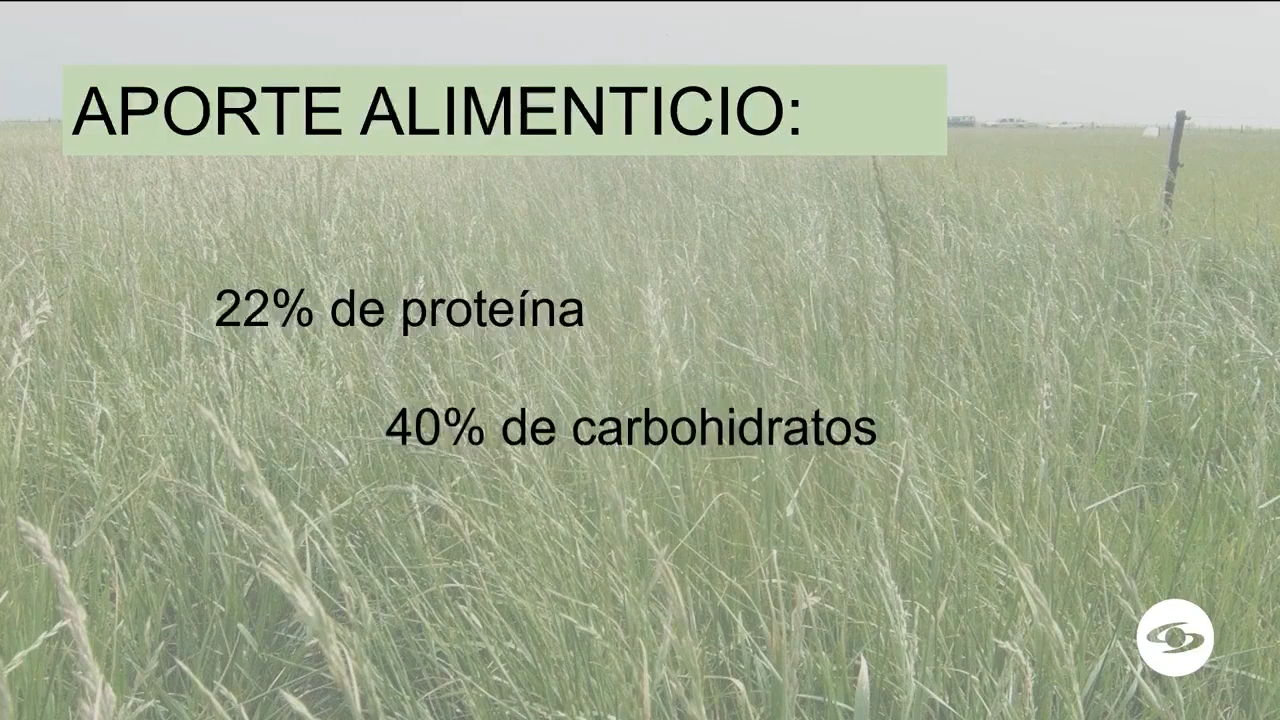 APORTE ALIMENTICIO:
22% de proteína
40% de carbohidratos